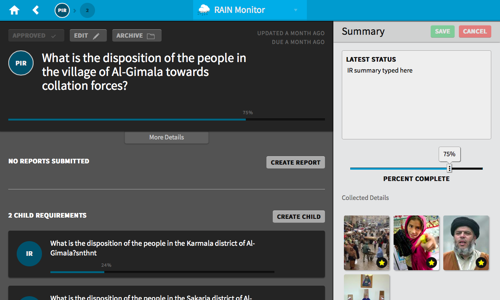 PIR
3
RAIN Monitor
APPROVED
EDIT
ARCHIVE
UPDATED A MONTH AGO
DUE A MONTH AGO
PIR
What is the disposition of the people in
the village of Al-Gimala towards
collation forces?
75%
More Details
NO REPORTS SUBMITTED
CREATE REPORT
2 CHILD REQUIREMENTS
CREATE CHILD
IR
What is the disposition of the people in the Karmala district of Al-
Gimala?snthnt
24%
What is the disposition of the people in the Sakaria district of Al-
Summary
SAVE
CANCEL
LATEST STATUS
IR summary typed here
75%
PERCENT COMPLETE
Collected Details